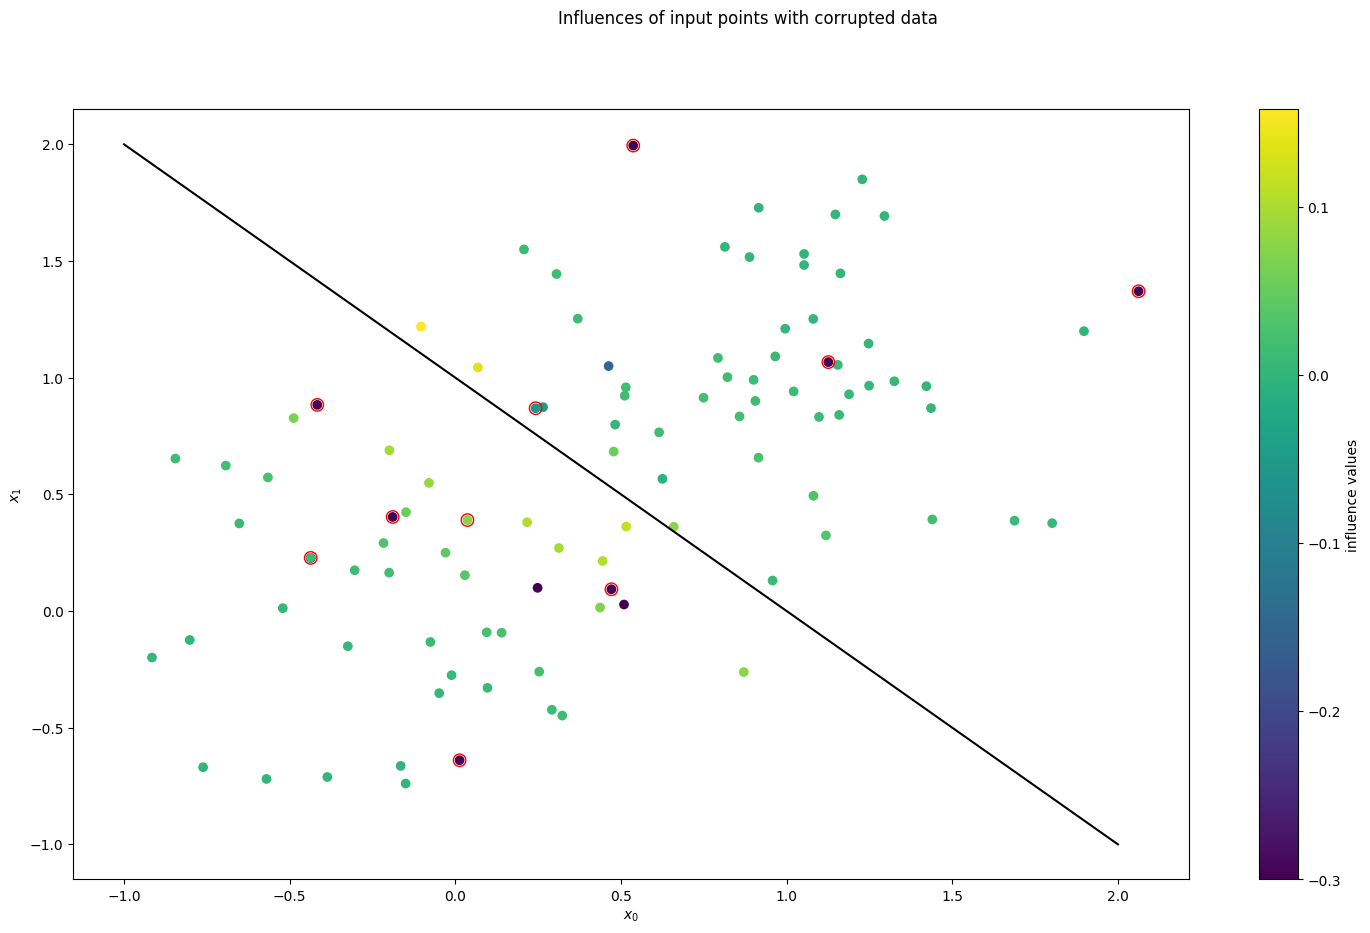 Influences of input points with corrupted data
2.0
1.5
1.0
0.5
0.0
−0.5
−1.0
x₁
−1.0 −0.5 0.0 0.5 1.0 1.5 2.0
x₀
0.1
0.0
−0.1
−0.2
−0.3
influence values